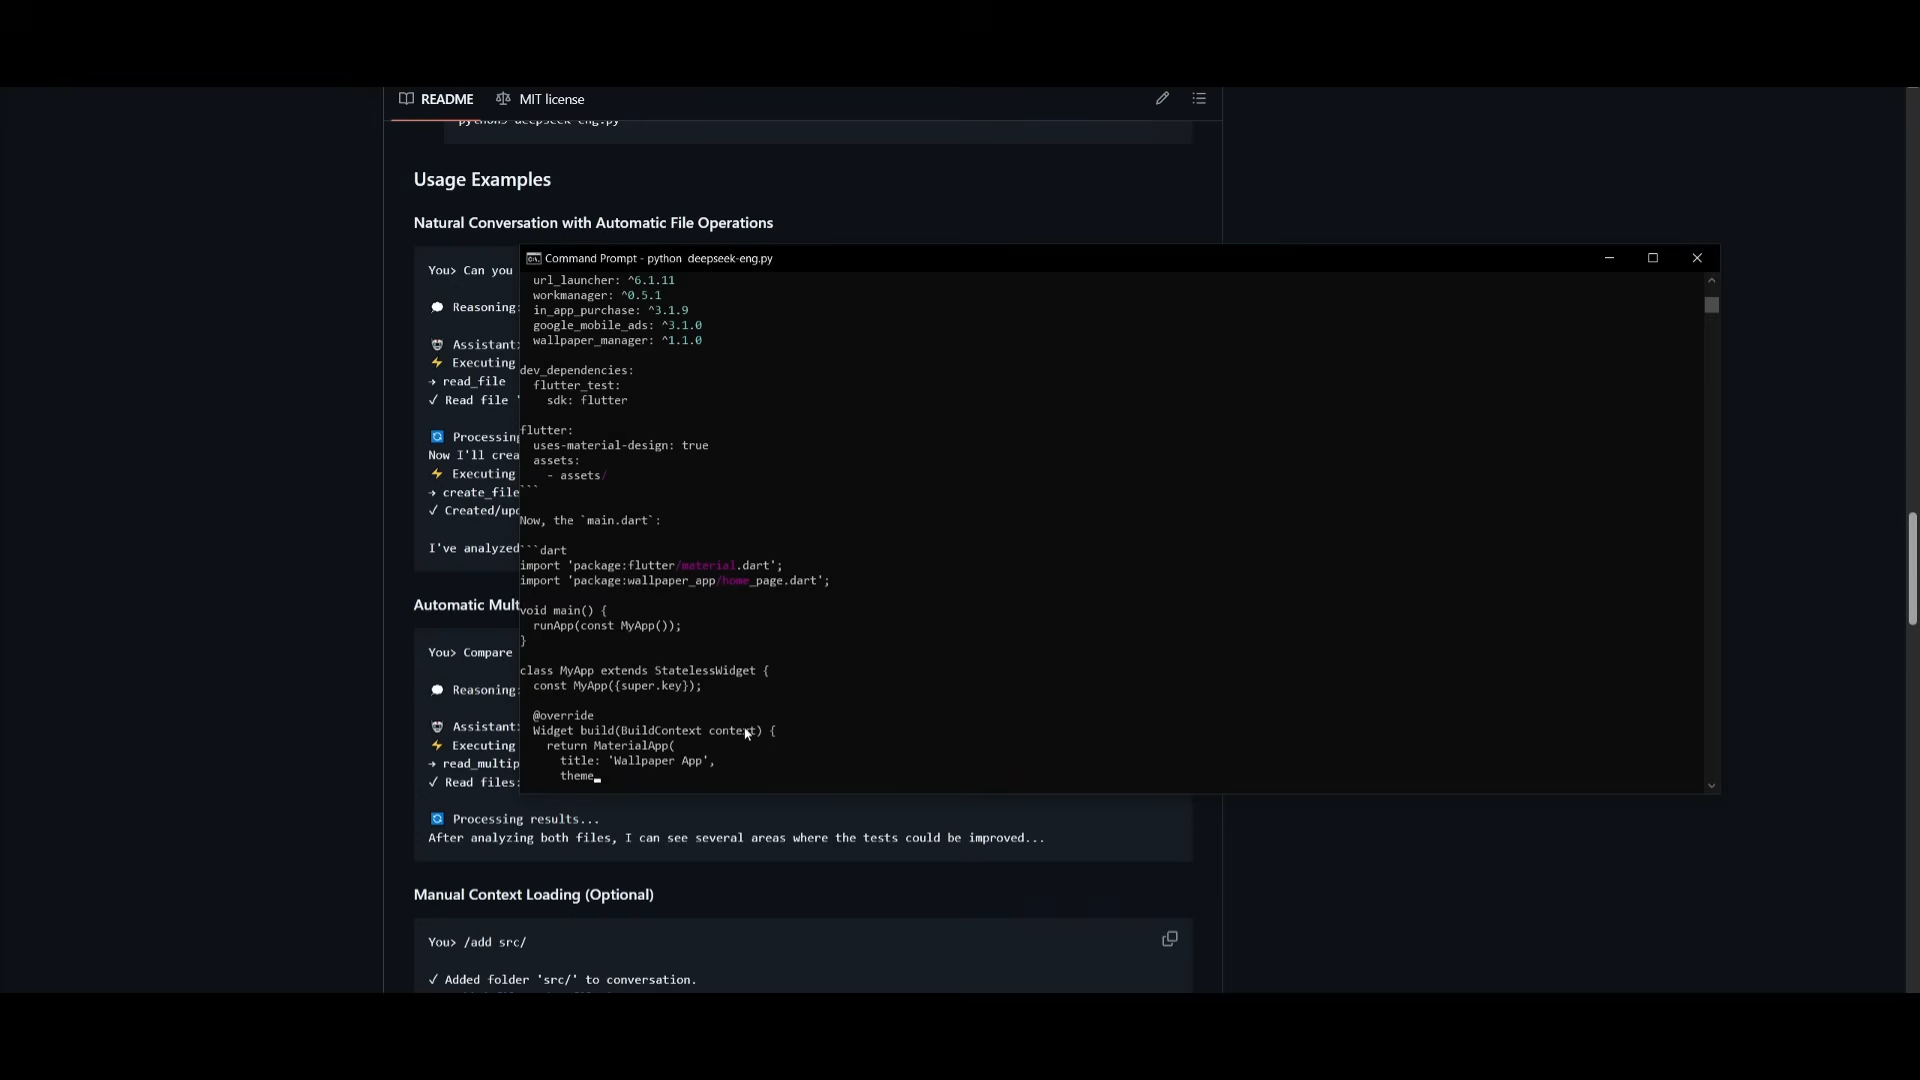 README
MIT license
python3 deepseek-eng.py
Usage Examples
Natural Conversation with Automatic File Operations
You> Can you
💭 Reasoning:
Assistant:
⚡ Executing
→ read_file
✓ Read file '
🔄 Processing
Now I'll crea
⚡ Executing
→ create_file
✓ Created/upd
I've analyzed
Automatic Mult
You> Compare
💭 Reasoning:
Assistant:
⚡ Executing
→ read_multip
✓ Read files:
🔄 Processing results...
After analyzing both files, I can see several areas where the tests could be improved...
Manual Context Loading (Optional)
You> /add src/
✓ Added folder 'src/' to conversation.
Command Prompt - python  deepseek-eng.py
  url_launcher: ^6.1.11
  workmanager: ^0.5.1
  in_app_purchase: ^3.1.9
  google_mobile_ads: ^3.1.0
  wallpaper_manager: ^1.1.0
dev_dependencies:
  flutter_test:
    sdk: flutter
flutter:
  uses-material-design: true
  assets:
    - assets/
```
Now, the `main.dart`:
```dart
import 'package:flutter/material.dart';
import 'package:wallpaper_app/home_page.dart';
void main() {
  runApp(const MyApp());
}
class MyApp extends StatelessWidget {
  const MyApp({super.key});
  @override
  Widget build(BuildContext context) {
    return MaterialApp(
      title: 'Wallpaper App',
      theme